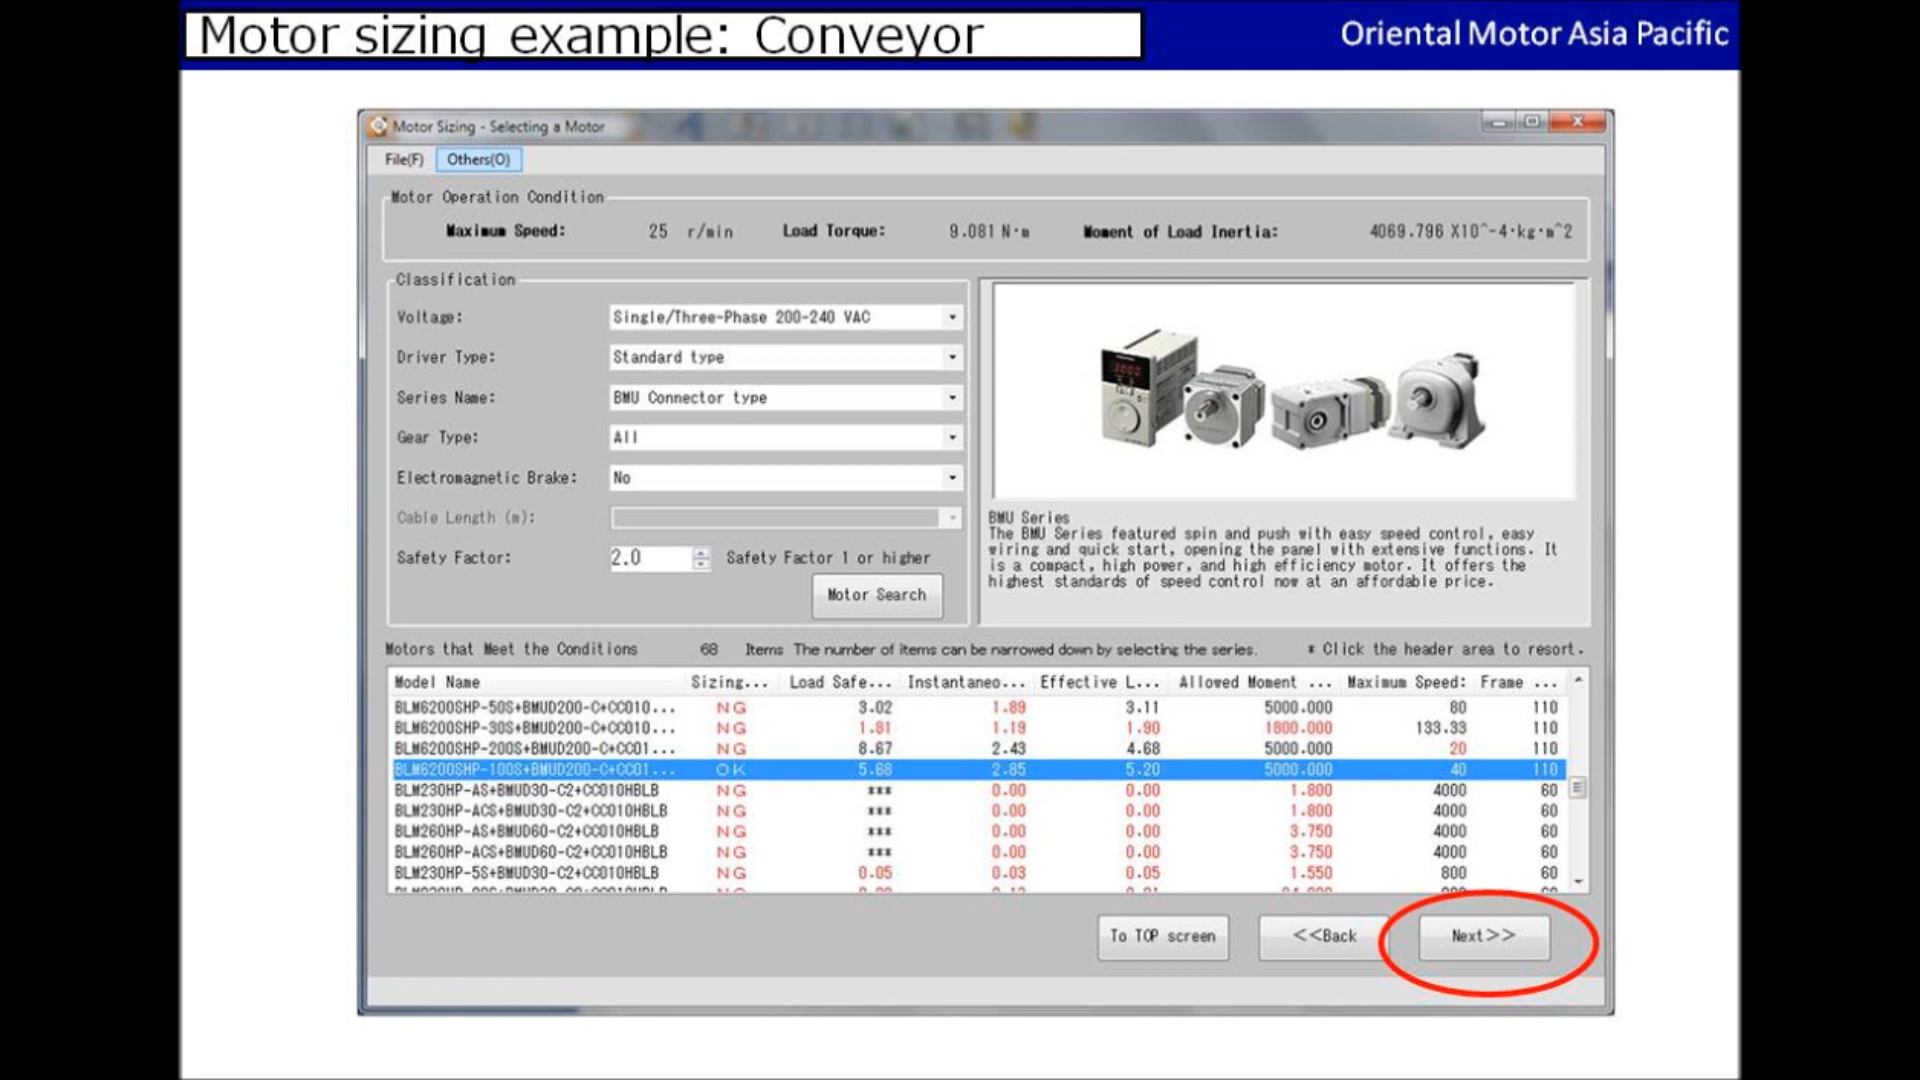 Motor sizing example: Conveyor
Oriental Motor Asia Pacific
Motor Sizing - Selecting a Motor
File(F) Others(O)
Motor Operation Condition
Maximum Speed: 25 r/min Load Torque: 9.081 N·m Moment of Load Inertia: 4069.796 X10^-4·kg·m^2
Classification
Voltage: Single/Three-Phase 200-240 VAC
Driver Type: Standard type
Series Name: BMU Connector type
Gear Type: All
Electromagnetic Brake: No
Cable Length (m):
Safety Factor: 2.0 Safety Factor 1 or higher
Motor Search
BMU Series
The BMU Series featured spin and push with easy speed control, easy
wiring and quick start, opening the panel with extensive functions. It
is a compact, high power, and high efficiency motor. It offers the
highest standards of speed control now at an affordable price.
Motors that Meet the Conditions 68 Items The number of items can be narrowed down by selecting the series. * Click the header area to resort.
Model Name Sizing... Load Safe... Instantaneo... Effective L... Allowed Moment ... Maximum Speed: Frame ...
BLM6200SHP-50S+BMUD200-C+CC010... NG 3.02 1.89 3.11 5000.000 80 110
BLM6200SHP-30S+BMUD200-C+CC010... NG 1.81 1.19 1.90 1800.000 133.33 110
BLM6200SHP-200S+BMUD200-C+CC01... NG 8.67 2.43 4.68 5000.000 20 110
BLM6200SHP-100S+BMUD200-C+CC01... OK 5.68 2.85 5.20 5000.000 40 110
BLM230HP-AS+BMUD30-C2+CC010HBLB NG *** 0.00 0.00 1.800 4000 60
BLM230HP-ACS+BMUD30-C2+CC010HBLB NG *** 0.00 0.00 1.800 4000 60
BLM260HP-AS+BMUD60-C2+CC010HBLB NG *** 0.00 0.00 3.750 4000 60
BLM260HP-ACS+BMUD60-C2+CC010HBLB NG *** 0.00 0.00 3.750 4000 60
BLM230HP-5S+BMUD30-C2+CC010HBLB NG 0.05 0.03 0.05 1.550 800 60
To TOP screen <<Back Next>>